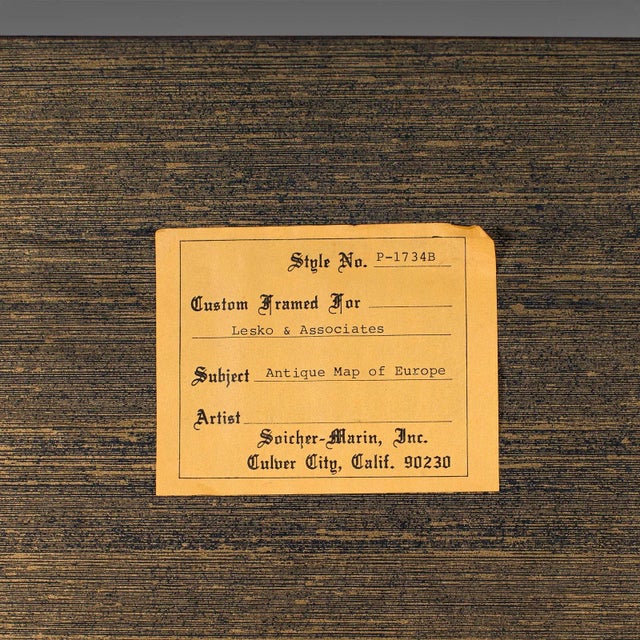 Style No. P-1734B
Custom Framed For
Lesko & Associates
Subject Antique Map of Europe
Artist
Soicher-Marin, Inc.
Culver City, Calif. 90230